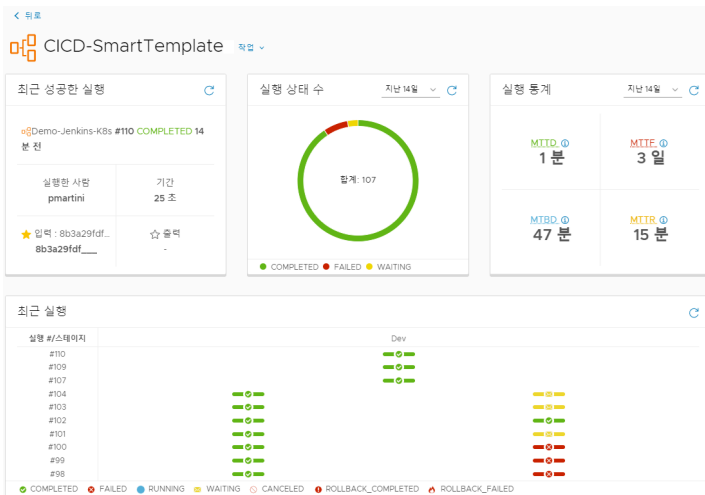 뒤로
CICD-SmartTemplate 작업
최근 성공한 실행
Demo-Jenkins-K8s #110 COMPLETED 14
분 전
실행한 사람
pmartini
기간
25 초
입력 : 8b3a29fdf...
8b3a29fdf___
출력
-
실행 상태 수
지난 14일
합계: 107
COMPLETED FAILED WAITING
실행 통계
지난 14일
MTTD
1 분
MTTF
3 일
MTBD
47 분
MTTR
15 분
최근 실행
실행 #/스테이지 Dev
#110
#109
#107
#104
#103
#102
#101
#100
#99
#98
COMPLETED FAILED RUNNING WAITING CANCELED ROLLBACK_COMPLETED ROLLBACK_FAILED